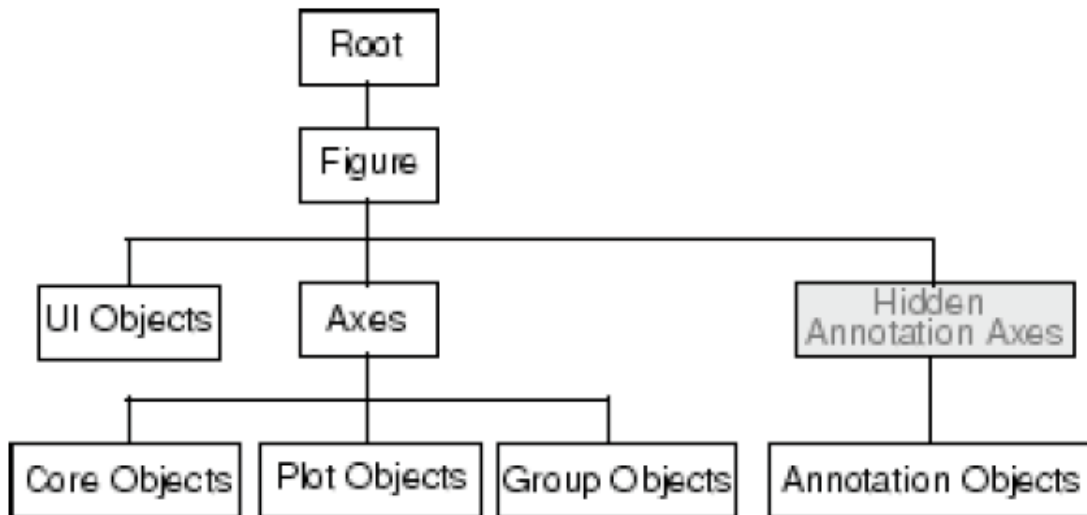 Root
Figure
UI Objects
Axes
Hidden
Annotation Axes
Core Objects
Plot Objects
Group Objects
Annotation Objects